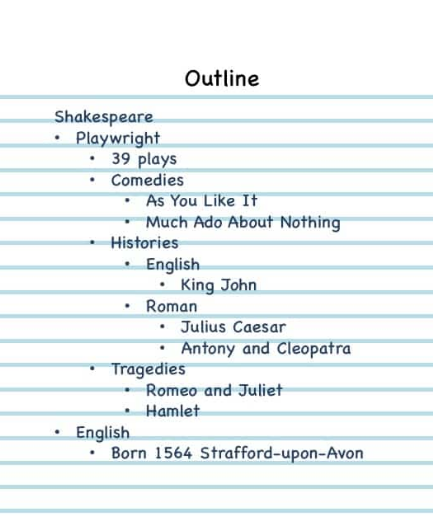 Outline
Shakespeare
• Playwright
• 39 plays
• Comedies
• As You Like It
• Much Ado About Nothing
• Histories
• English
• King John
• Roman
• Julius Caesar
• Antony and Cleopatra
• Tragedies
• Romeo and Juliet
• Hamlet
• English
• Born 1564 Strafford-upon-Avon